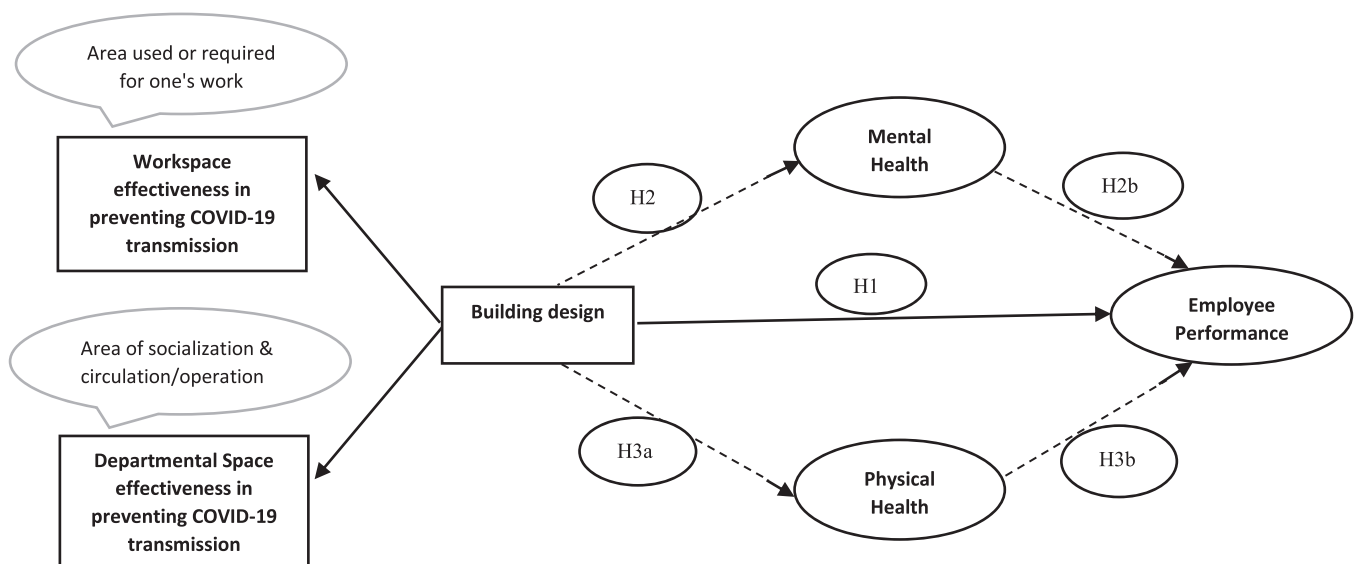 Area used or required
for one's work
Workspace
effectiveness in
preventing COVID-19
transmission
Area of socialization &
circulation/operation
Departmental Space
effectiveness in
preventing COVID-19
transmission
Building design
H2
H1
H3a
Mental
Health
Physical
Health
H2b
H3b
Employee
Performance